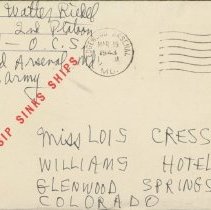 Walter Rickel
2nd Platoon
- O.C.S.
Arsenal
Army
MAR
1943
MD.
SIP SINKS SHIPS
MISS LOIS CRESS
WILLIAMS HOTEL
GLENWOOD SPRINGS
COLORADO